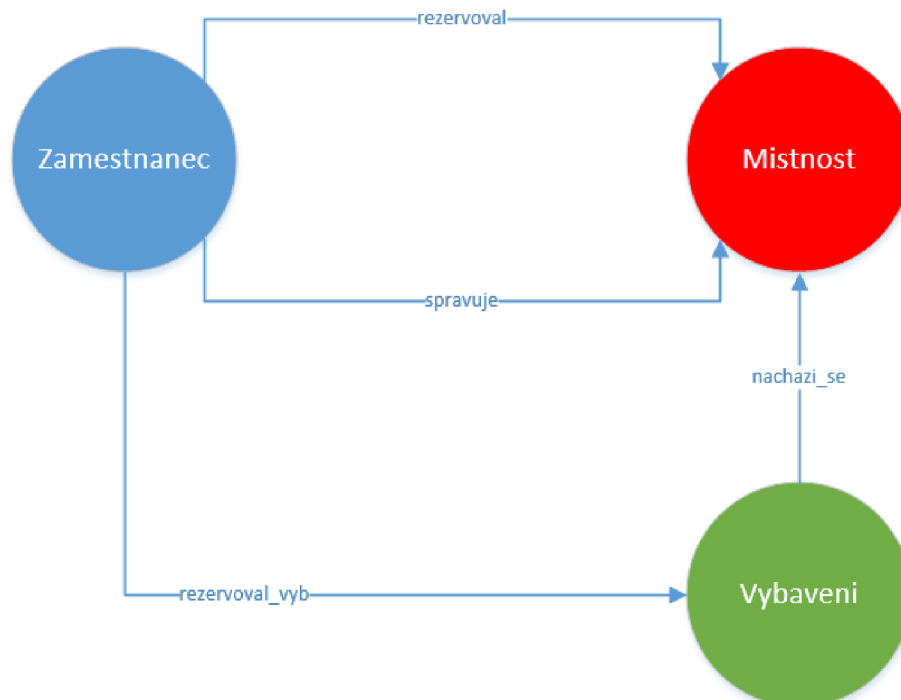 rezervoval
Zamestnanec
Mistnost
spravuje
nachazi_se
rezervoval_vyb
Vybaveni